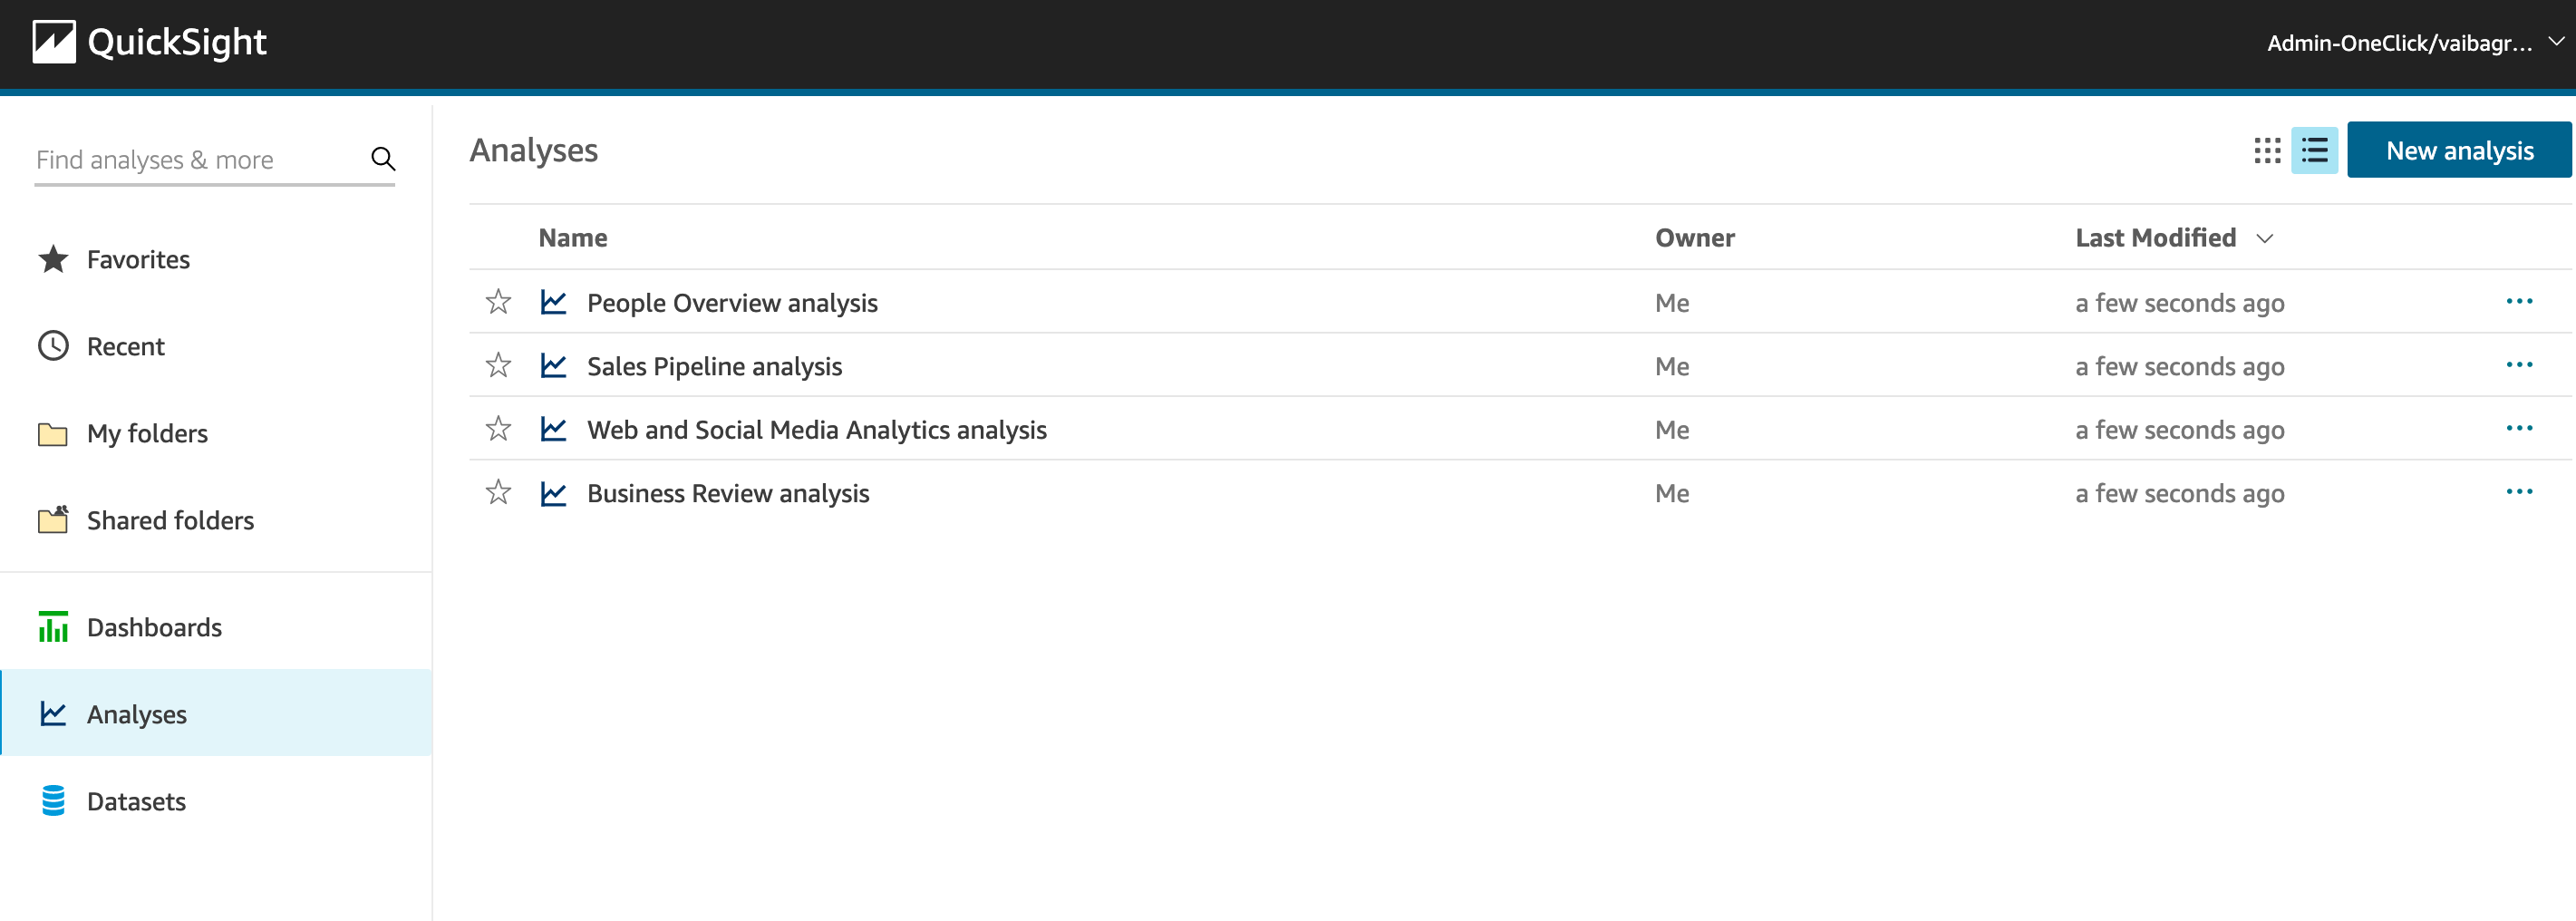 QuickSight
Admin-OneClick/vaibagr...
Find analyses & more
Favorites
Recent
My folders
Shared folders
Dashboards
Analyses
Datasets
Analyses
New analysis
Name Owner Last Modified
People Overview analysis Me a few seconds ago
Sales Pipeline analysis Me a few seconds ago
Web and Social Media Analytics analysis Me a few seconds ago
Business Review analysis Me a few seconds ago